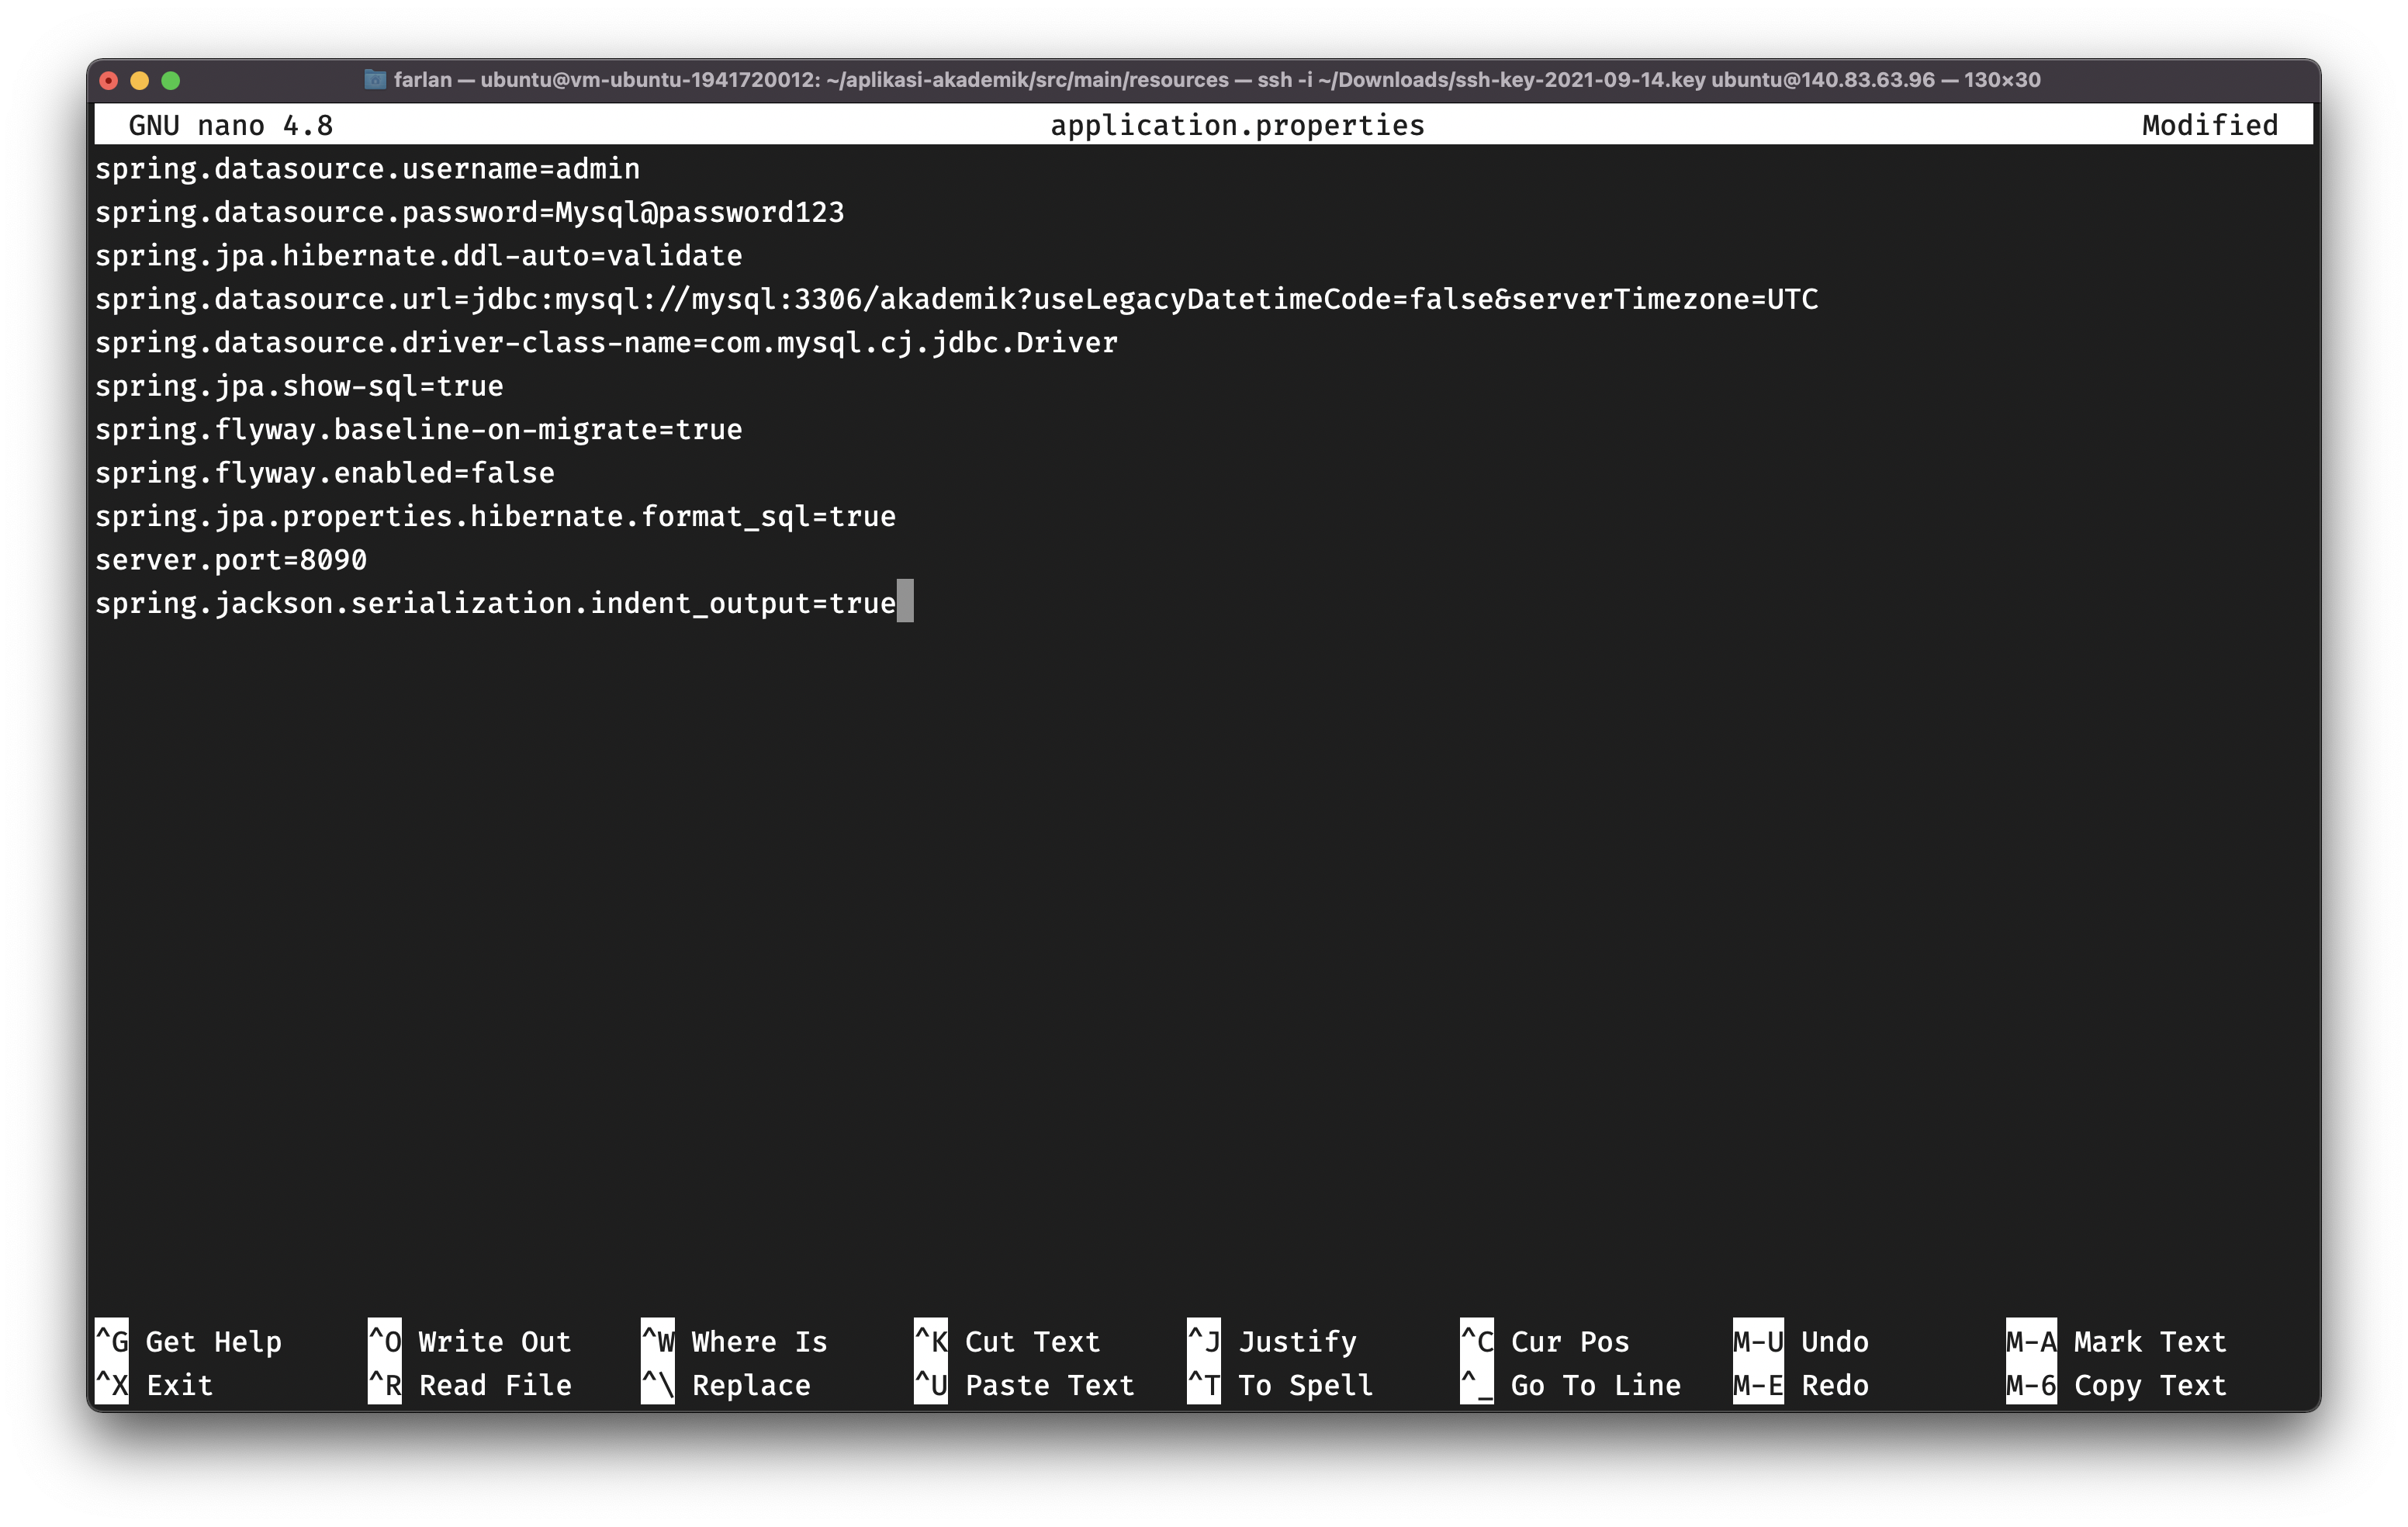 farlan — ubuntu@vm-ubuntu-1941720012: ~/aplikasi-akademik/src/main/resources — ssh -i ~/Downloads/ssh-key-2021-09-14.key ubuntu@140.83.63.96 — 130×30
GNU nano 4.8 application.properties Modified
spring.datasource.username=admin
spring.datasource.password=Mysql@password123
spring.jpa.hibernate.ddl-auto=validate
spring.datasource.url=jdbc:mysql://mysql:3306/akademik?useLegacyDatetimeCode=false&serverTimezone=UTC
spring.datasource.driver-class-name=com.mysql.cj.jdbc.Driver
spring.jpa.show-sql=true
spring.flyway.baseline-on-migrate=true
spring.flyway.enabled=false
spring.jpa.properties.hibernate.format_sql=true
server.port=8090
spring.jackson.serialization.indent_output=true
^G Get Help ^O Write Out ^W Where Is ^K Cut Text ^J Justify ^C Cur Pos M-U Undo M-A Mark Text
^X Exit ^R Read File ^\ Replace ^U Paste Text ^T To Spell ^_ Go To Line M-E Redo M-6 Copy Text